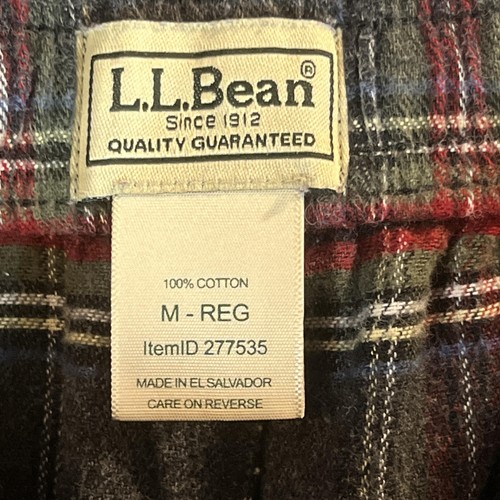 L.L.Bean®
Since 1912
QUALITY GUARANTEED
100% COTTON
M - REG
ItemID 277535
MADE IN EL SALVADOR
CARE ON REVERSE